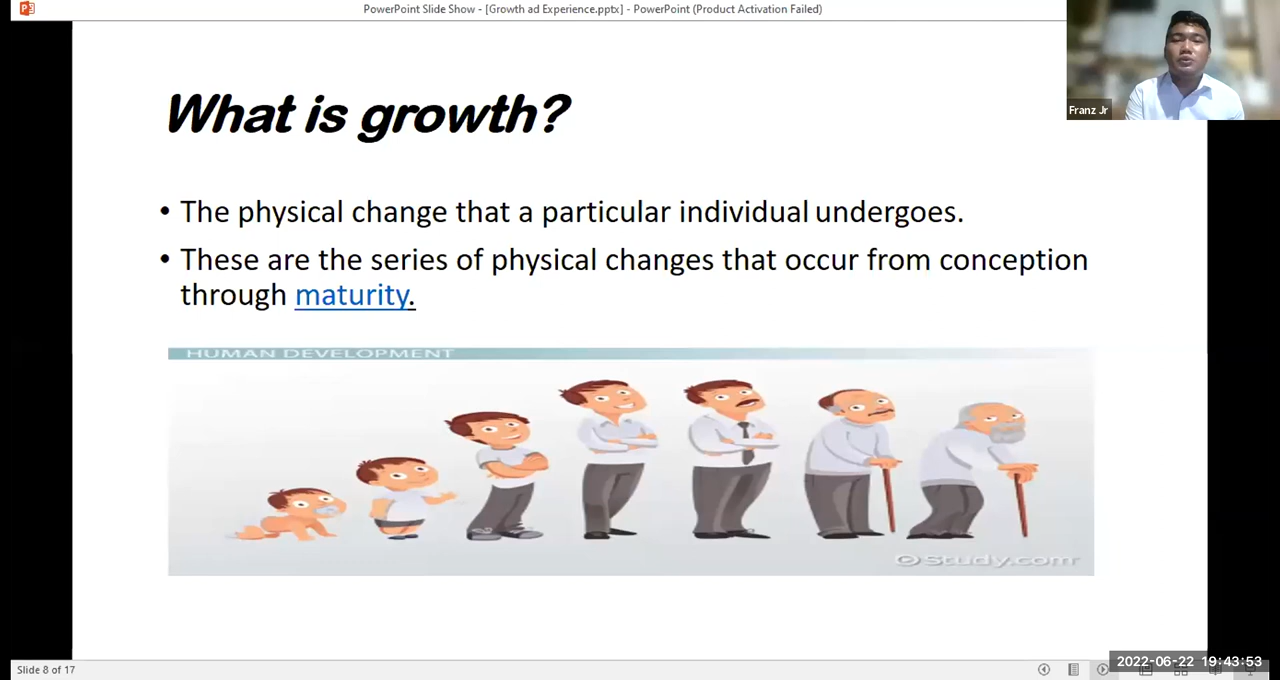 PowerPoint Slide Show - [Growth ad Experience.pptx] - PowerPoint (Product Activation Failed)
Franz Jr
What is growth?
• The physical change that a particular individual undergoes.
• These are the series of physical changes that occur from conception
through maturity.
HUMAN DEVELOPMENT
Study.com
Slide 8 of 17
2022-06-22 19:43:53